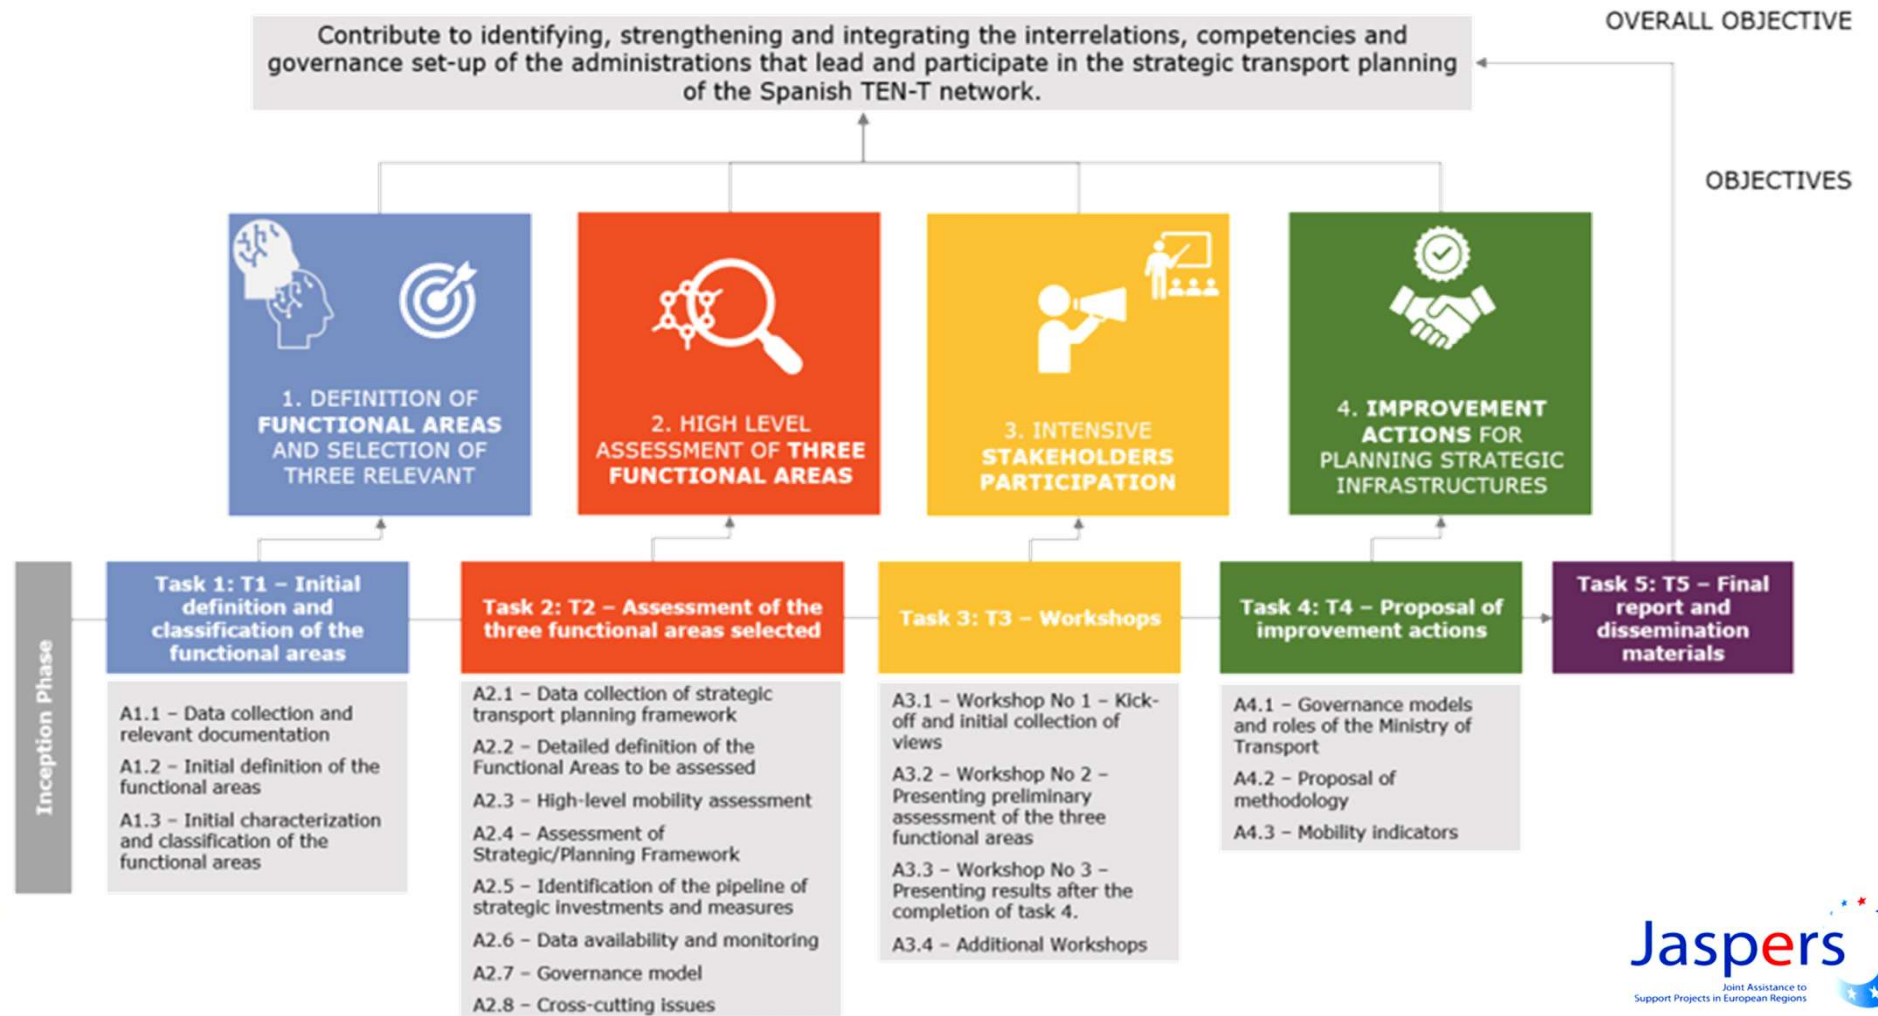 OVERALL OBJECTIVE
Contribute to identifying, strengthening and integrating the interrelations, competencies and
governance set-up of the administrations that lead and participate in the strategic transport planning
of the Spanish TEN-T network.
OBJECTIVES
1. DEFINITION OF
FUNCTIONAL AREAS
AND SELECTION OF
THREE RELEVANT
2. HIGH LEVEL
ASSESSMENT OF THREE
FUNCTIONAL AREAS
3. INTENSIVE
STAKEHOLDERS
PARTICIPATION
4. IMPROVEMENT
ACTIONS FOR
PLANNING STRATEGIC
INFRASTRUCTURES
Inception Phase
Task 1: T1 – Initial
definition and
classification of the
functional areas
A1.1 – Data collection and
relevant documentation
A1.2 – Initial definition of the
functional areas
A1.3 – Initial characterization
and classification of the
functional areas
Task 2: T2 – Assessment of the
three functional areas selected
A2.1 – Data collection of strategic
transport planning framework
A2.2 – Detailed definition of the
Functional Areas to be assessed
A2.3 – High-level mobility assessment
A2.4 – Assessment of
Strategic/Planning Framework
A2.5 – Identification of the pipeline of
strategic investments and measures
A2.6 – Data availability and monitoring
A2.7 – Governance model
A2.8 – Cross-cutting issues
Task 3: T3 – Workshops
A3.1 – Workshop No 1 – Kick-
off and initial collection of
views
A3.2 – Workshop No 2 –
Presenting preliminary
assessment of the three
functional areas
A3.3 – Workshop No 3 –
Presenting results after the
completion of task 4.
A3.4 – Additional Workshops
Task 4: T4 – Proposal of
improvement actions
A4.1 – Governance models
and roles of the Ministry of
Transport
A4.2 – Proposal of
methodology
A4.3 – Mobility indicators
Task 5: T5 – Final
report and
dissemination
materials
Jaspers
Joint Assistance to
Support Projects in European Regions